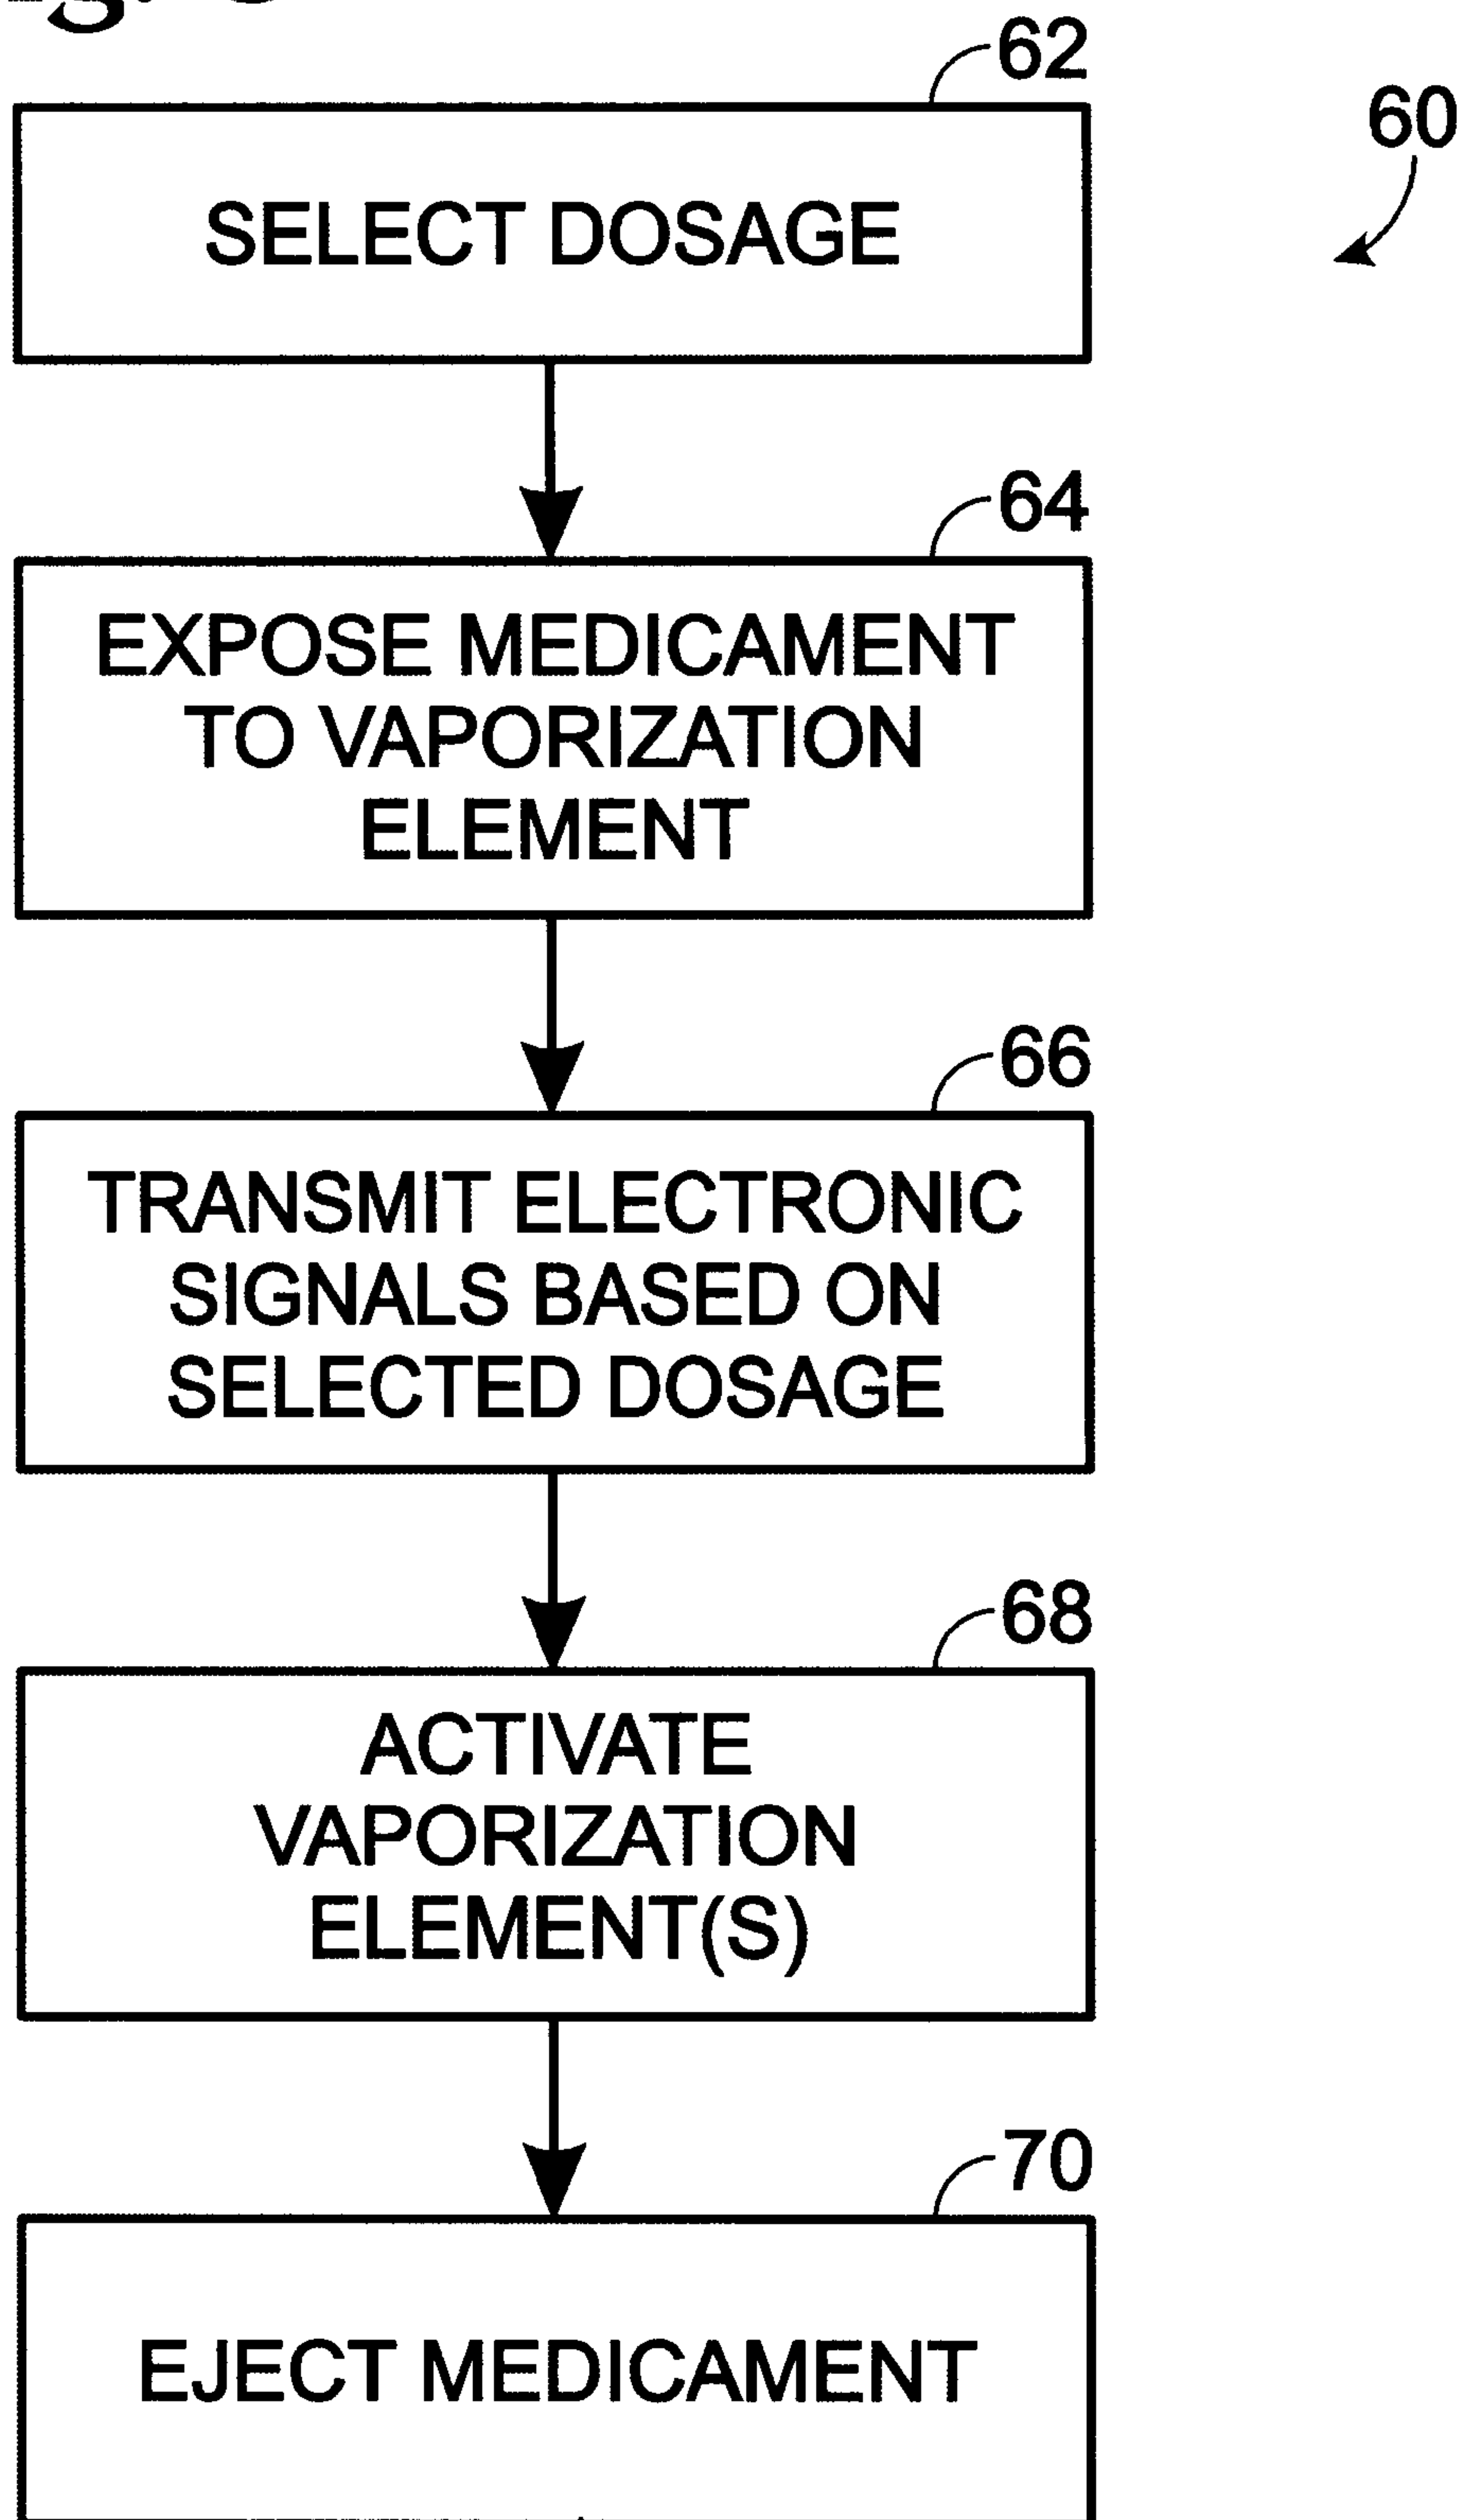 62
60
SELECT DOSAGE
64
EXPOSE MEDICAMENT
TO VAPORIZATION
ELEMENT
66
TRANSMIT ELECTRONIC
SIGNALS BASED ON
SELECTED DOSAGE
68
ACTIVATE
VAPORIZATION
ELEMENT(S)
70
EJECT MEDICAMENT